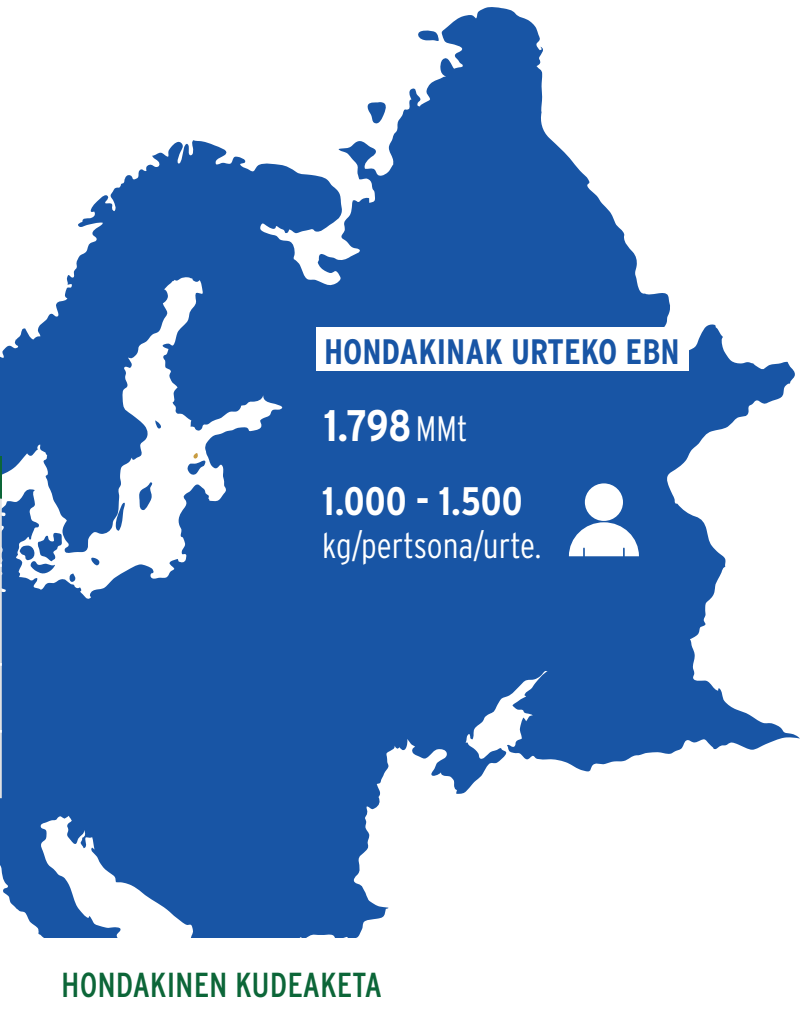 HONDAKINAK URTEKO EBN
1.798 MMt
1.000 - 1.500
kg/pertsona/urte.
HONDAKINEN KUDEAKETA